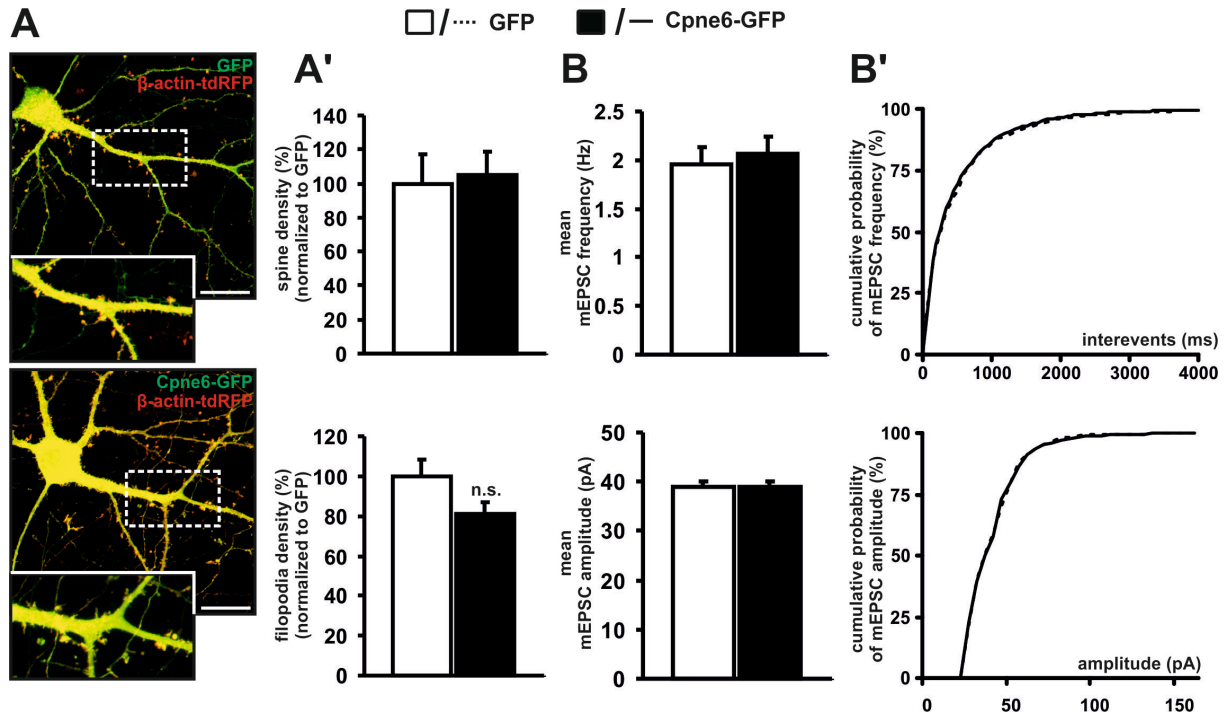 A
/ GFP
/ Cpne6-GFP
GFP
β-actin-tdRFP
Cpne6-GFP
β-actin-tdRFP
A'
spine density (%)
(normalized to GFP)
140
120
100
80
60
40
20
0
filopodia density (%)
(normalized to GFP)
120
100
80
60
40
20
0
n.s.
B
mean
mEPSC frequency (Hz)
2.5
2
1.5
1
0.5
0
mean
mEPSC amplitude (pA)
50
40
30
20
10
0
B'
cumulative probability
of mEPSC frequency (%)
100
75
50
25
0
interevents (ms)
0 1000 2000 3000 4000
cumulative probability
of mEPSC amplitude (%)
100
75
50
25
0
amplitude (pA)
0 50 100 150